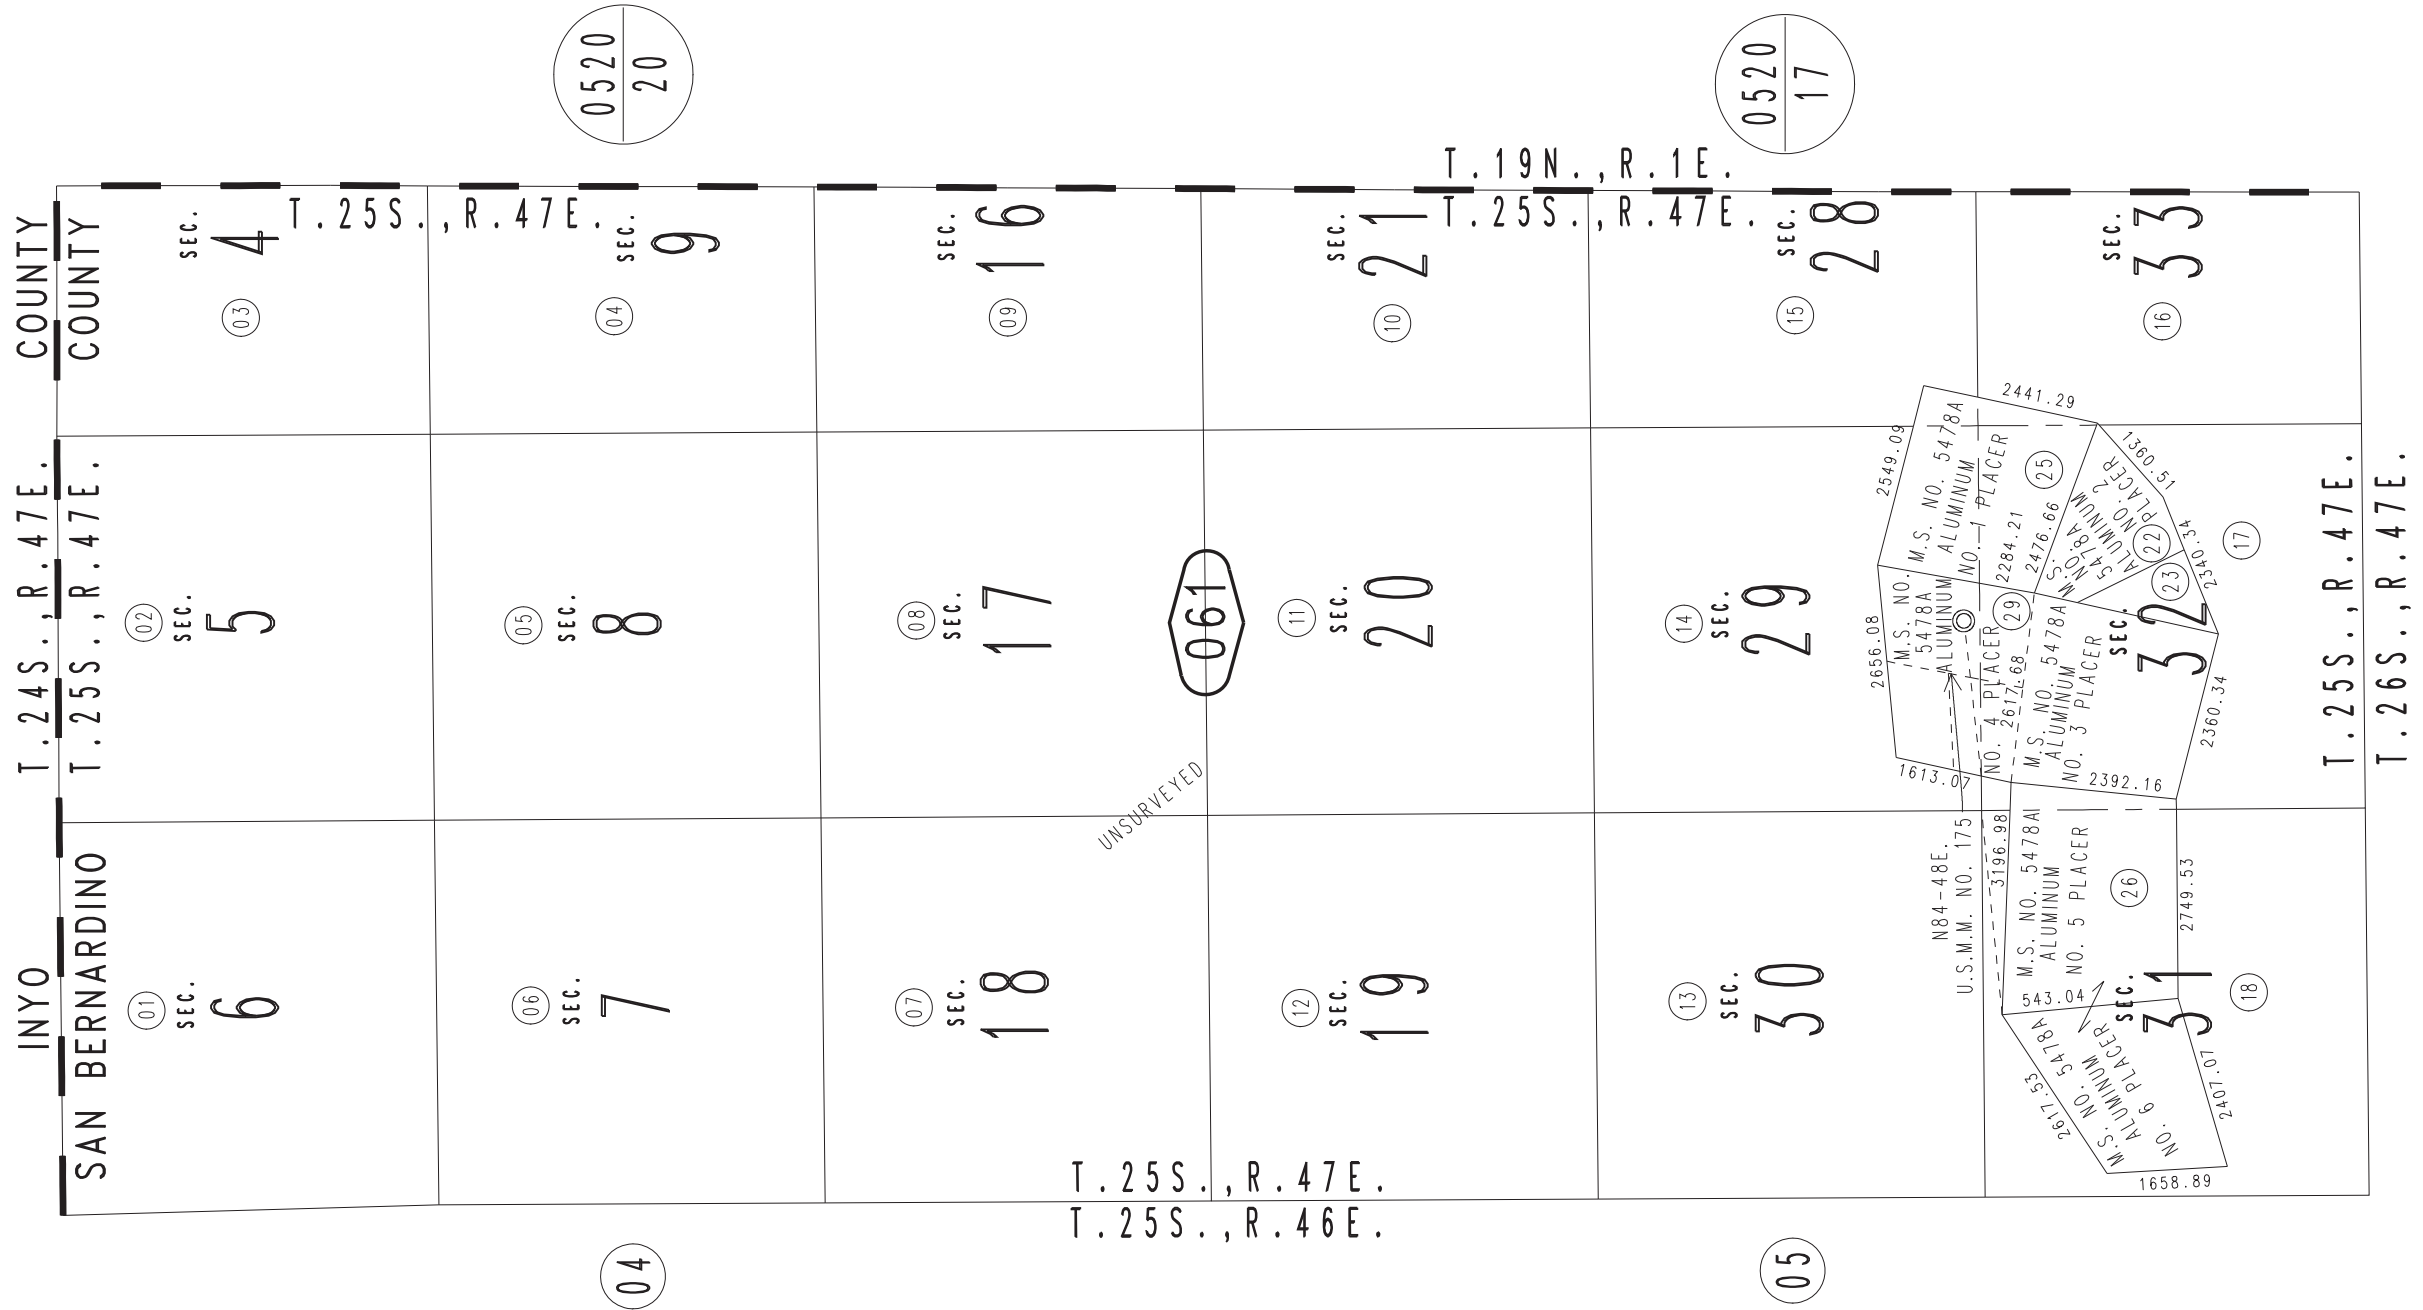 0520
20
0520
17
T.19N.,R.1E.
T.25S.,R.47E.
T.25S.,R.47E.
INYO COUNTY
SAN BERNARDINO COUNTY
T.24S.,R.47E.
T.25S.,R.47E.
SEC.
4
03
SEC.
9
04
SEC.
16
09
SEC.
21
10
SEC.
28
15
SEC.
33
16
02
SEC.
5
05
SEC.
8
08
SEC.
17
061
11
SEC.
20
14
SEC.
29
SEC.
32
17
01
SEC.
6
06
SEC.
7
07
SEC.
18
12
SEC.
19
13
SEC.
30
SEC.
31
18
UNSURVEYED
2441.29
2549.09
M.S. NO. 5478A
ALUMINUM
NO. 1 PLACER
25
2284.21
2476.66
1360.51
M.S.
NO.
5478A
ALUMINUM
NO. 2
PLACER
22
23
2340.34
2656.08
M.S. NO.
5478A
ALUMINUM
NO. 4 PLACER
29
2617.68
M.S. NO. 5478A
ALUMINUM
NO. 3 PLACER
2360.34
1613.07
2392.16
N84-48E.
U.S.M.M. NO. 175
3196.98
M.S. NO. 5478A
ALUMINUM
NO. 5 PLACER
26
2749.53
543.04
M.S. NO. 5478A
ALUMINUM
NO. 6 PLACER
2617.53
2407.07
1658.89
T.25S.,R.47E.
T.26S.,R.47E.
T.25S.,R.47E.
T.25S.,R.46E.
04
05